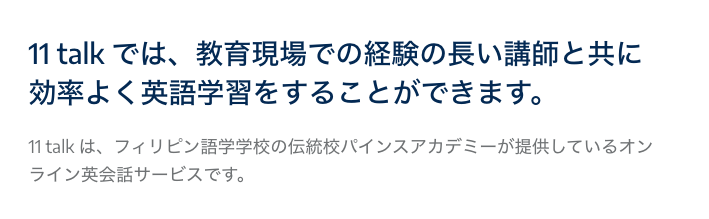 11 talk では、教育現場での経験の長い講師と共に
効率よく英語学習をすることができます。
11 talk は、フィリピン語学学校の伝統校パインスアカデミーが提供しているオン
ライン英会話サービスです。